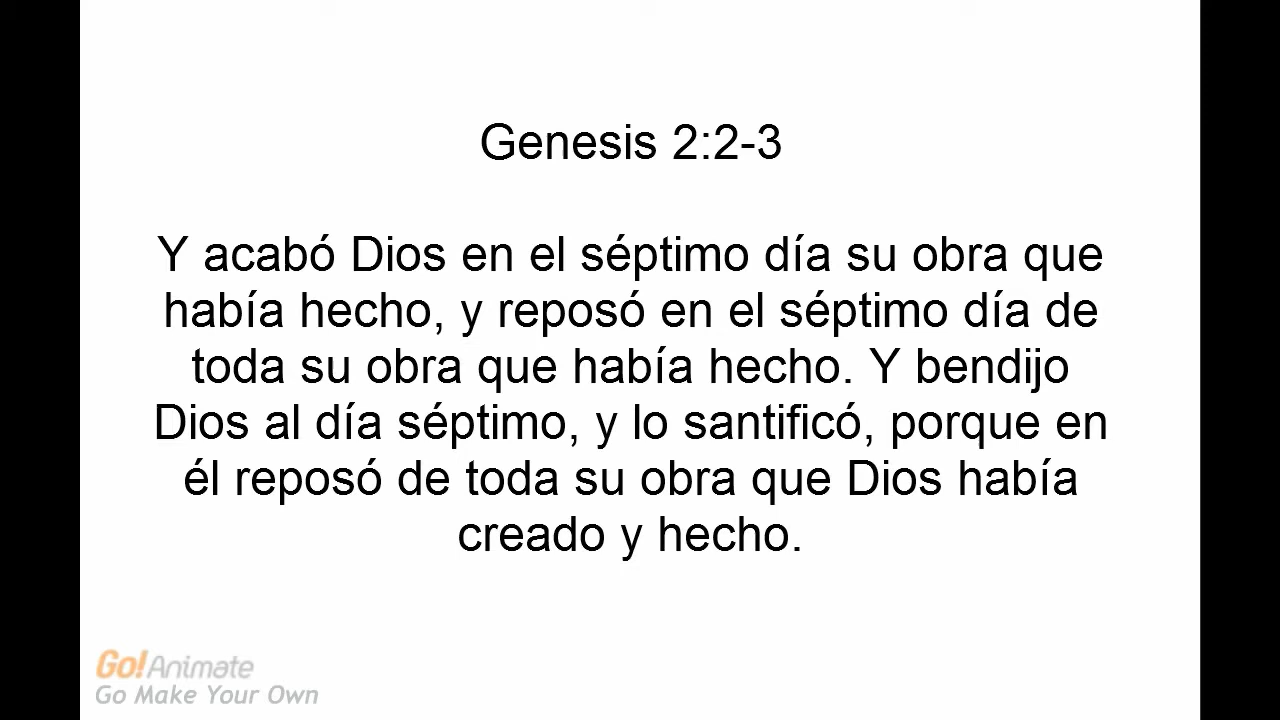 Genesis 2:2-3
Y acabó Dios en el séptimo día su obra que
había hecho, y reposó en el séptimo día de
toda su obra que había hecho. Y bendijo
Dios al día séptimo, y lo santificó, porque en
él reposó de toda su obra que Dios había
creado y hecho.
Go!Animate
Go Make Your Own